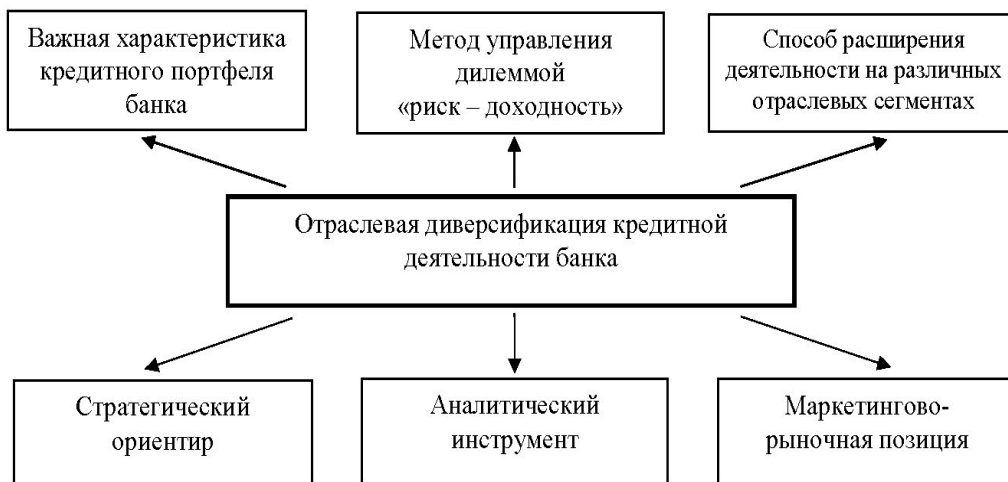 Важная характеристика
кредитного портфеля
банка
Метод управления
дилеммой
«риск – доходность»
Способ расширения
деятельности на различных
отраслевых сегментах
Отраслевая диверсификация кредитной
деятельности банка
Стратегический
ориентир
Аналитический
инструмент
Маркетингово-
рыночная позиция